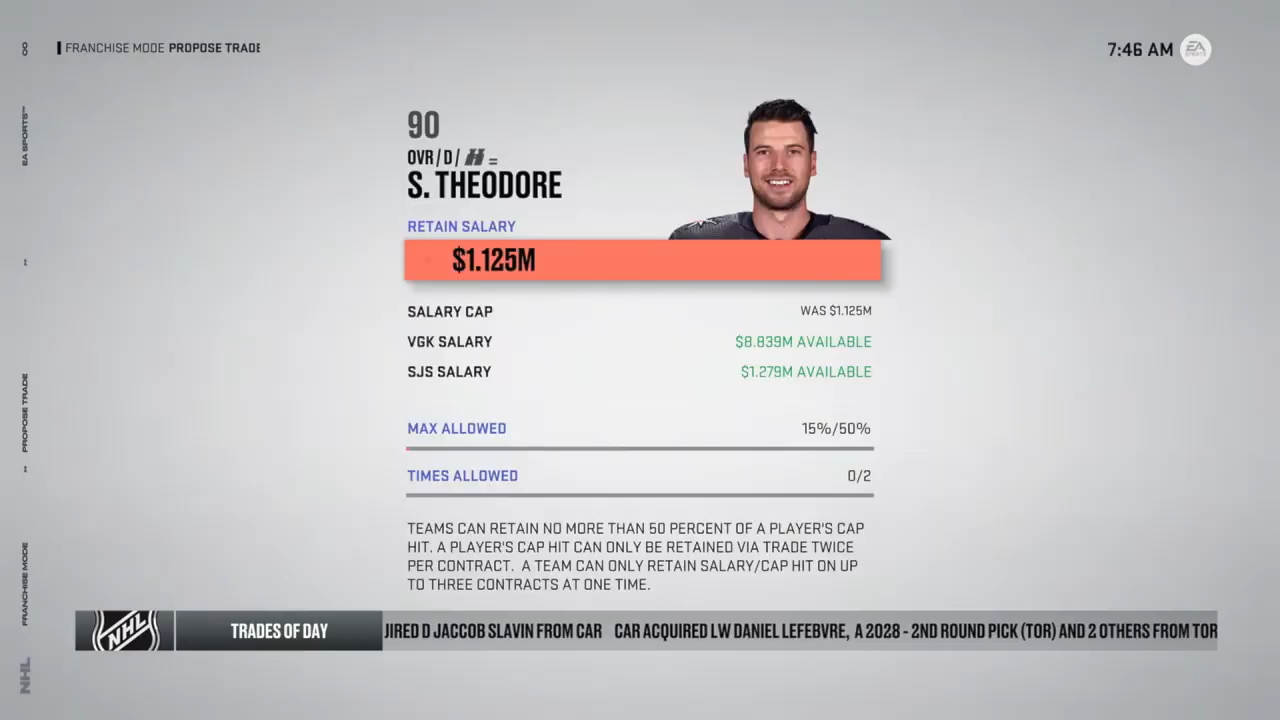 FRANCHISE MODE PROPOSE TRADE
7:46 AM
EA SPORTS
90
OVR/D/ =
S. THEODORE
RETAIN SALARY
$1.125M
SALARY CAP WAS $1.125M
VGK SALARY $8.839M AVAILABLE
SJS SALARY $1.279M AVAILABLE
MAX ALLOWED 15%/50%
TIMES ALLOWED 0/2
TEAMS CAN RETAIN NO MORE THAN 50 PERCENT OF A PLAYER'S CAP
HIT. A PLAYER'S CAP HIT CAN ONLY BE RETAINED VIA TRADE TWICE
PER CONTRACT. A TEAM CAN ONLY RETAIN SALARY/CAP HIT ON UP
TO THREE CONTRACTS AT ONE TIME.
NHL TRADES OF DAY UIRED D JACCOB SLAVIN FROM CAR CAR ACQUIRED LW DANIEL LEFEBVRE, A 2028 - 2ND ROUND PICK (TOR) AND 2 OTHERS FROM TOR
EA SPORTS™
PROPOSE TRADE
FRANCHISE MODE
NHL